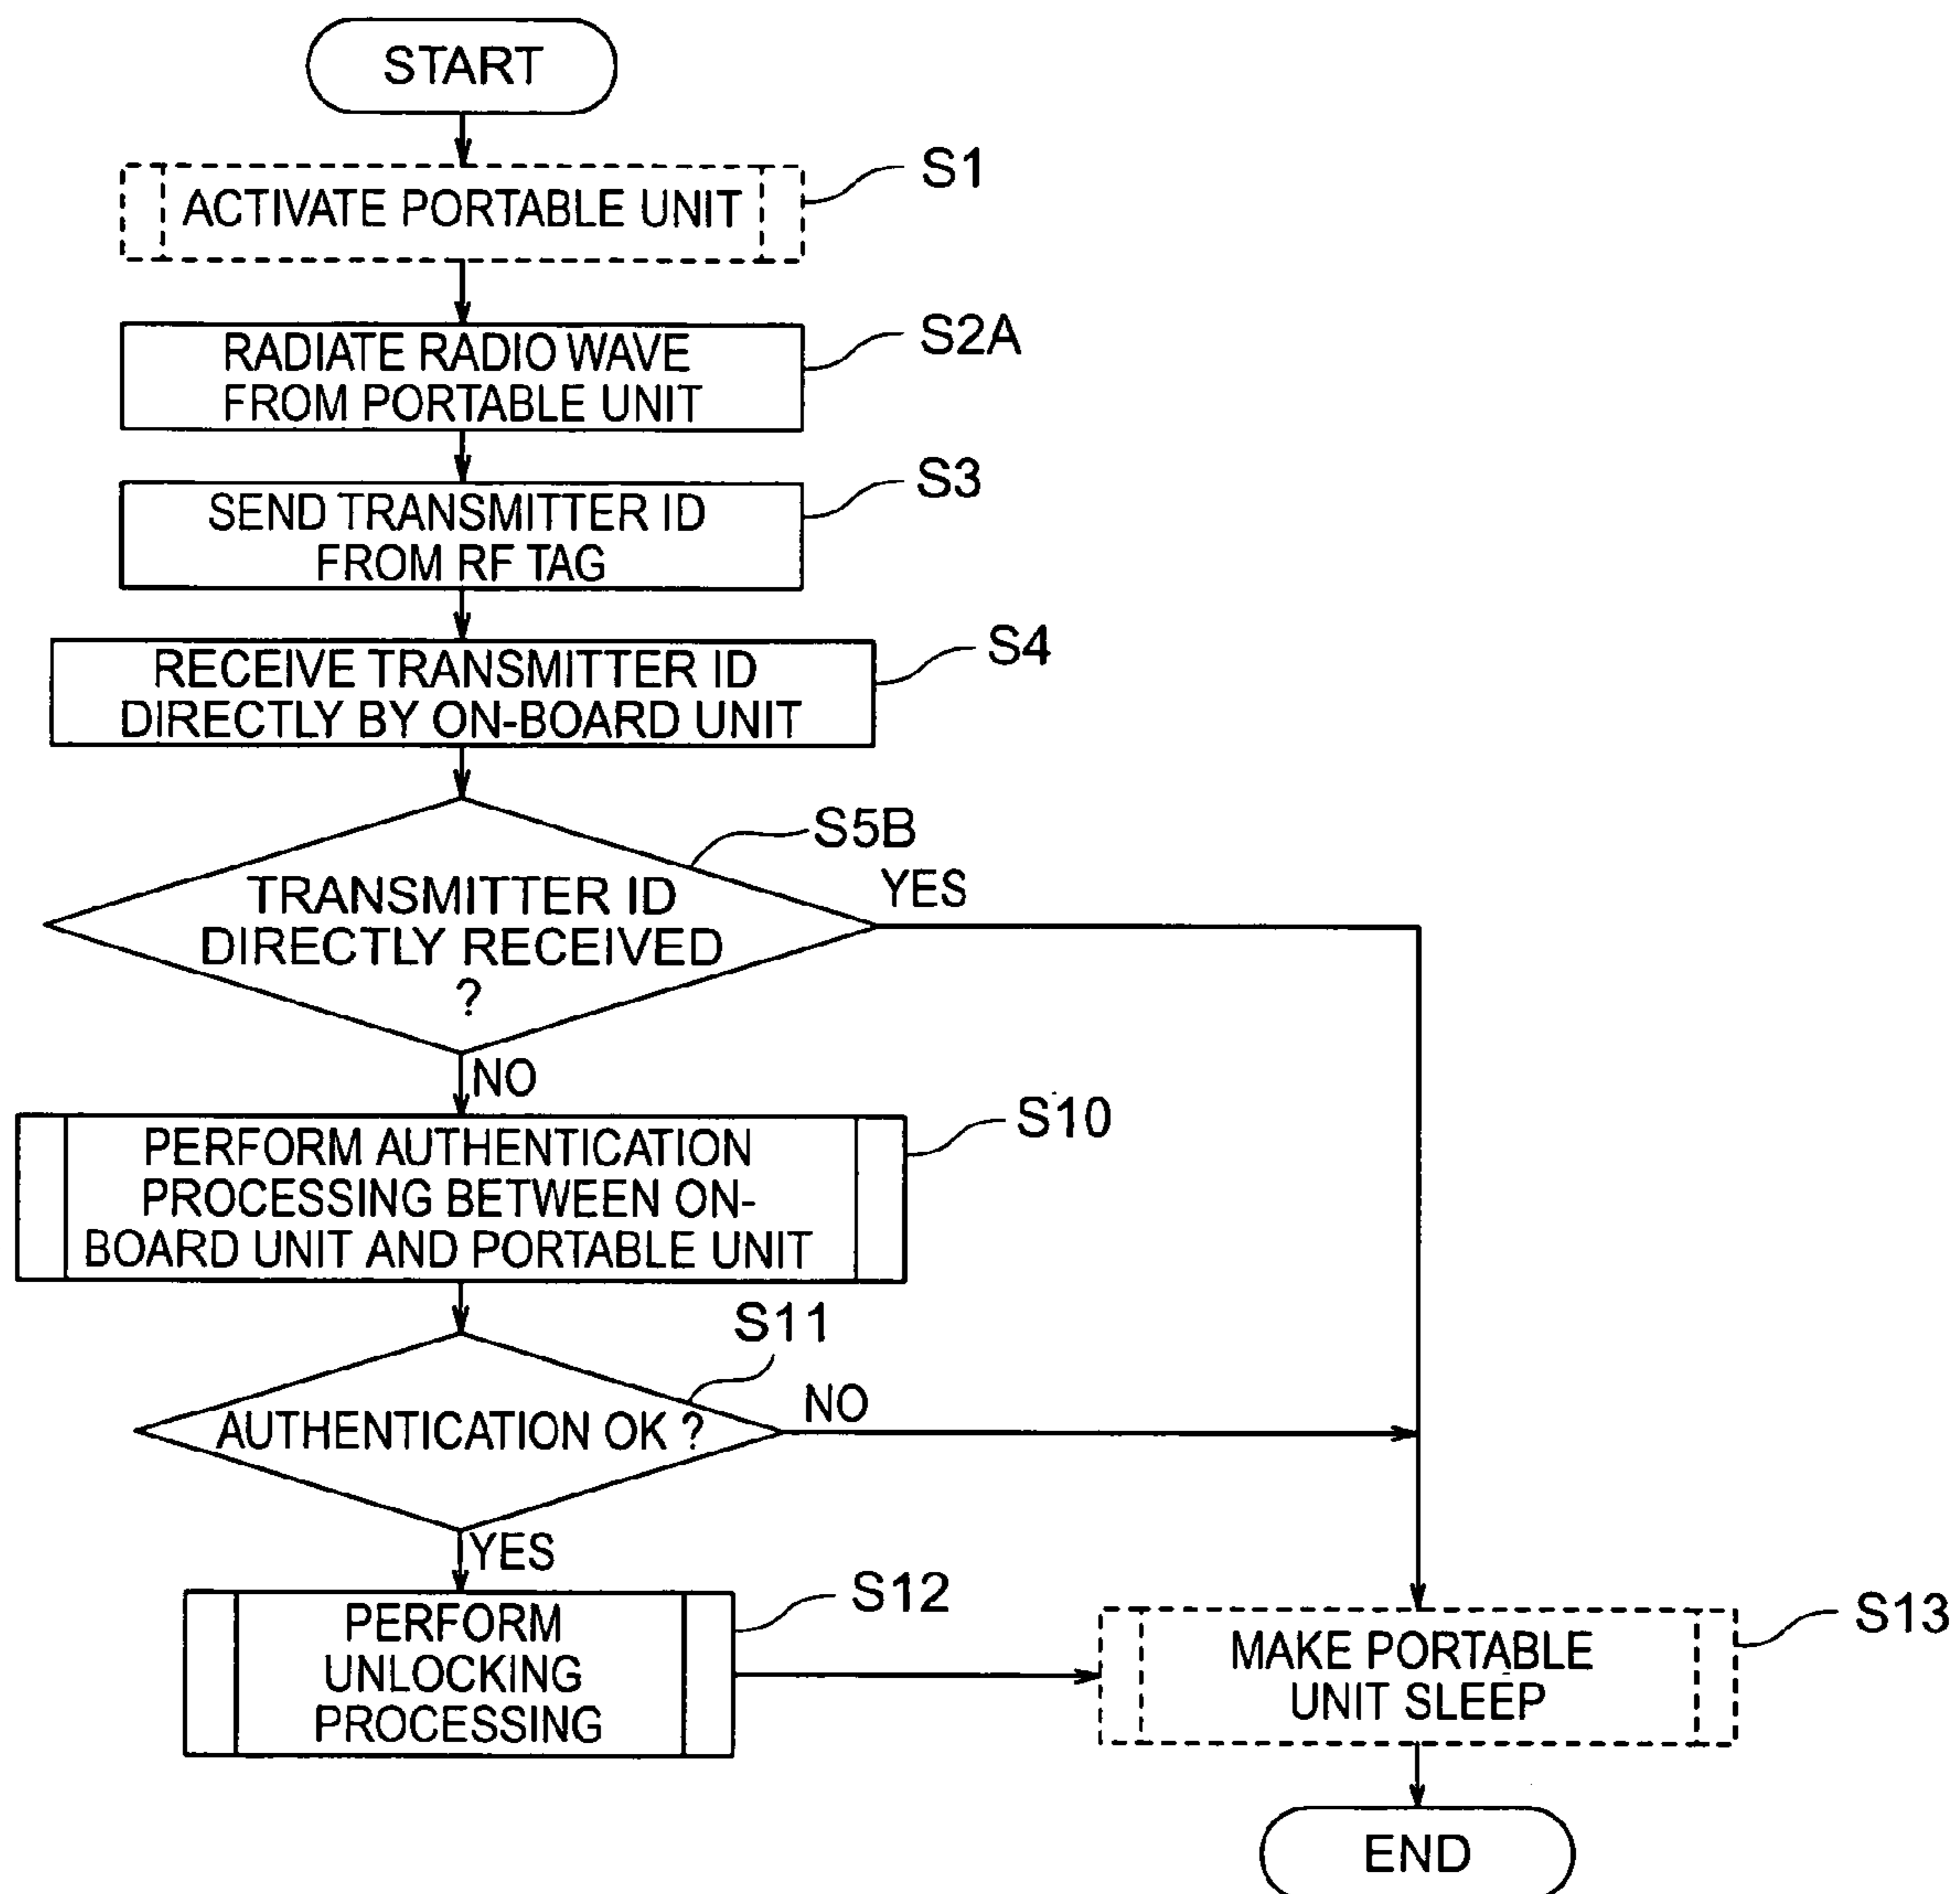 START
ACTIVATE PORTABLE UNIT
S1
RADIATE RADIO WAVE
FROM PORTABLE UNIT
S2A
SEND TRANSMITTER ID
FROM RF TAG
S3
RECEIVE TRANSMITTER ID
DIRECTLY BY ON-BOARD UNIT
S4
TRANSMITTER ID
DIRECTLY RECEIVED
?
S5B
YES
NO
PERFORM AUTHENTICATION
PROCESSING BETWEEN ON-
BOARD UNIT AND PORTABLE UNIT
S10
AUTHENTICATION OK ?
S11
NO
YES
PERFORM
UNLOCKING
PROCESSING
S12
MAKE PORTABLE
UNIT SLEEP
S13
END